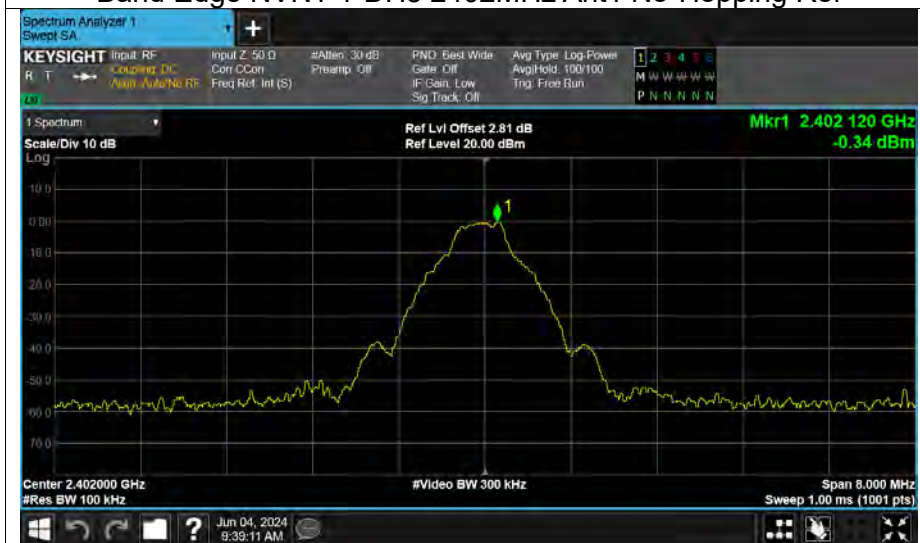 Spectrum Analyzer 1
Swept SA
+
KEYSIGHT Input: RF Input Z: 50 Ω #Atten: 30 dB PNO: Best Wide Avg Type: Log-Power 1 2 3 4 5 6
R T Coupling: DC Corr CCorr Preamp: Off Gate: Off Avg|Hold: 100/100 M W W W W W
Align: Auto/No RF Freq Ref: Int (S) IF Gain: Low Trig: Free Run
Sig Track: Off P N N N N N
1 Spectrum Ref Lvl Offset 2.81 dB Mkr1 2.402 120 GHz
Scale/Div 10 dB Ref Level 20.00 dBm -0.34 dBm
Log
10.0
0.00
1
-10.0
-20.0
-30.0
-40.0
-50.0
-60.0
-70.0
Center 2.402000 GHz #Video BW 300 kHz Span 8.000 MHz
#Res BW 100 kHz Sweep 1.00 ms (1001 pts)
? Jun 04, 2024
9:39:11 AM